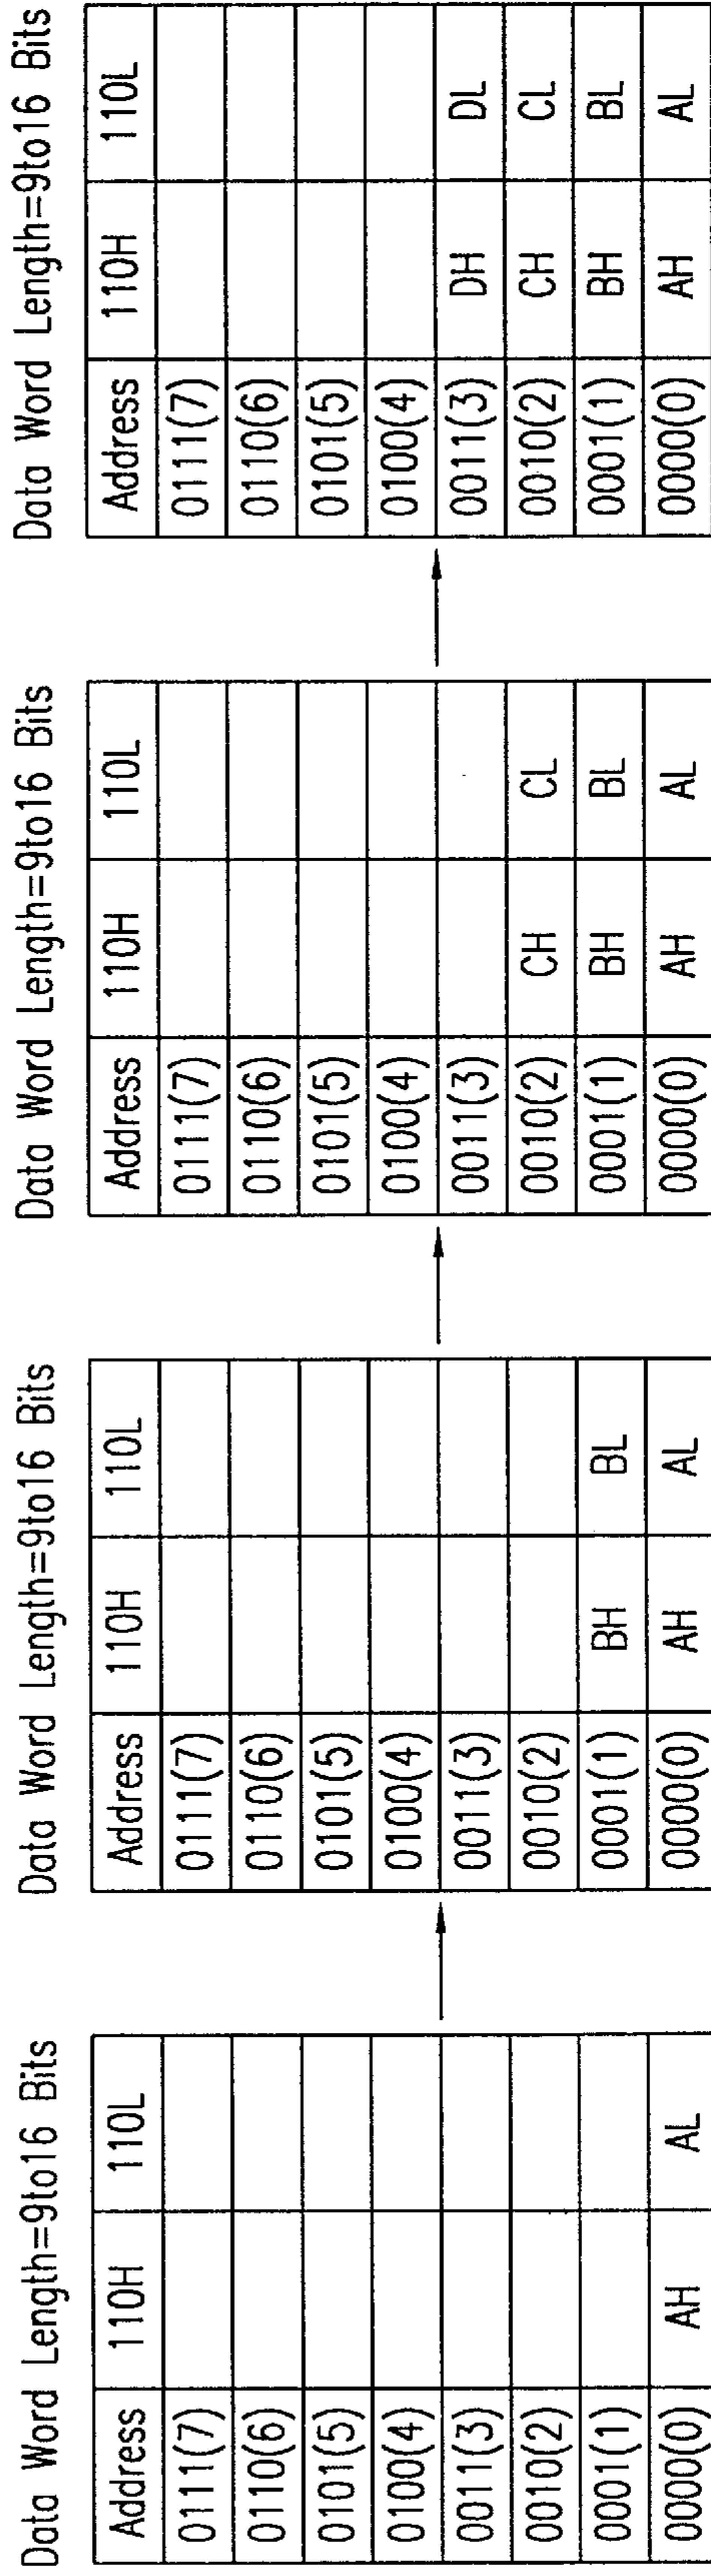 Data Word Length=9to16 Bits
Address 110H 110L
0111(7)
0110(6)
0101(5)
0100(4)
0011(3)
0010(2)
0001(1)
0000(0) AH AL
Data Word Length=9to16 Bits
Address 110H 110L
0111(7)
0110(6)
0101(5)
0100(4)
0011(3)
0010(2)
0001(1) BH BL
0000(0) AH AL
Data Word Length=9to16 Bits
Address 110H 110L
0111(7)
0110(6)
0101(5)
0100(4)
0011(3)
0010(2) CH CL
0001(1) BH BL
0000(0) AH AL
Data Word Length=9to16 Bits
Address 110H 110L
0111(7)
0110(6)
0101(5)
0100(4)
0011(3) DH DL
0010(2) CH CL
0001(1) BH BL
0000(0) AH AL